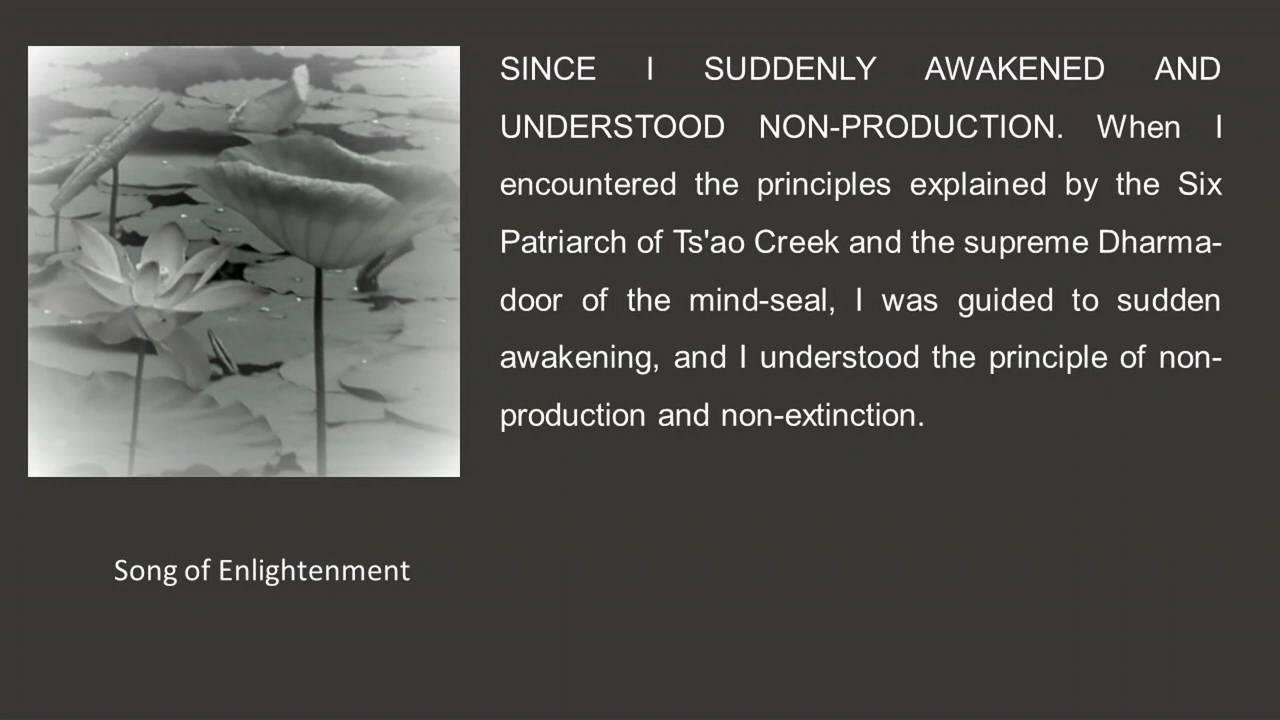 SINCE I SUDDENLY AWAKENED AND
UNDERSTOOD NON-PRODUCTION. When I
encountered the principles explained by the Six
Patriarch of Ts'ao Creek and the supreme Dharma-
door of the mind-seal, I was guided to sudden
awakening, and I understood the principle of non-
production and non-extinction.
Song of Enlightenment